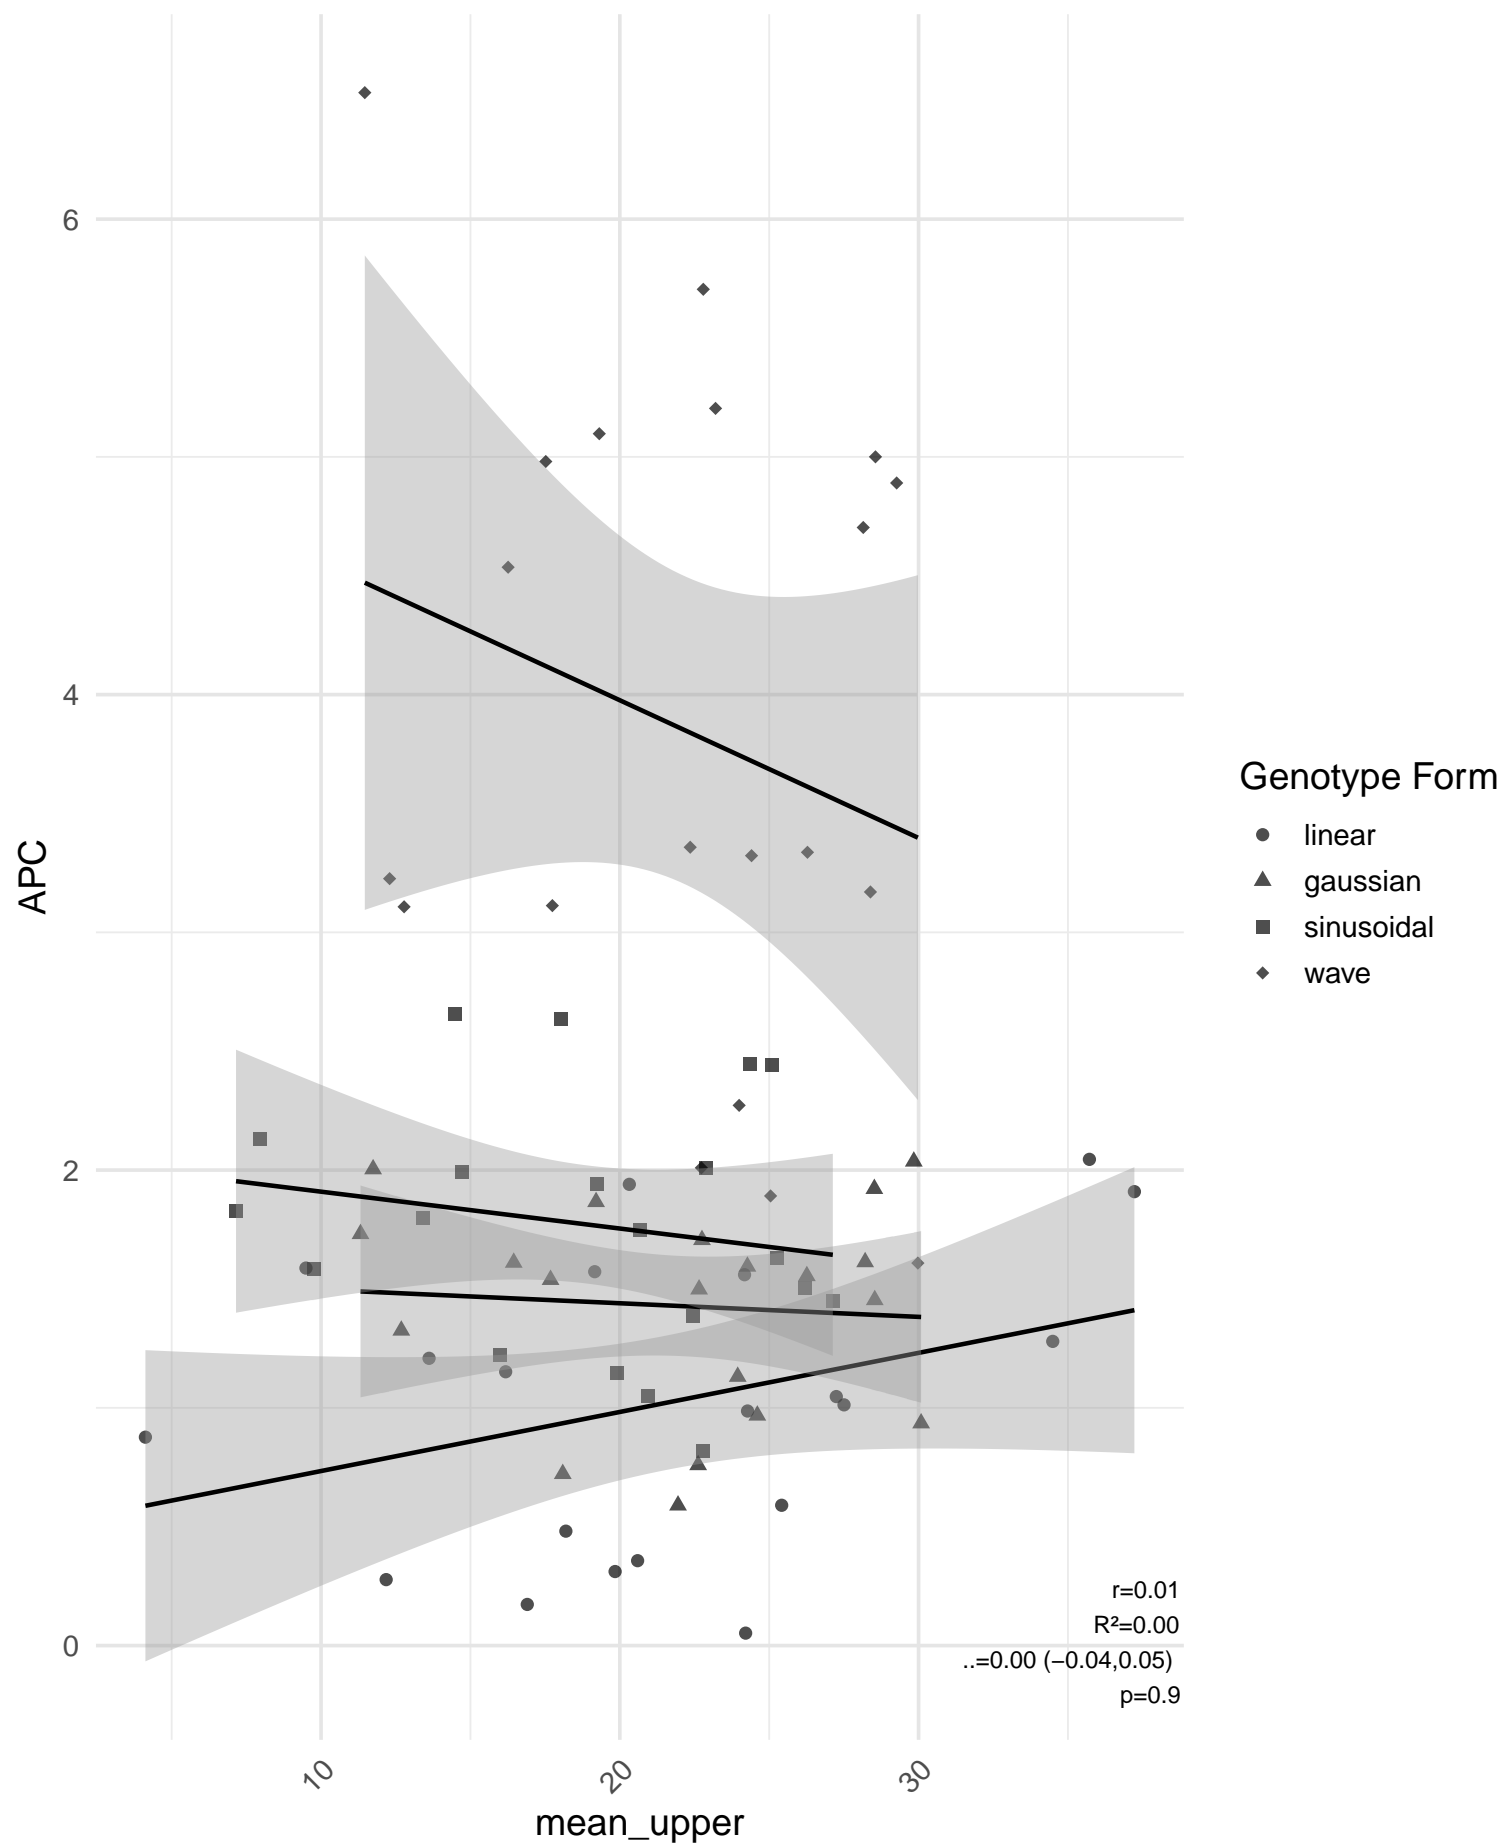 6
4
2
0
APC
10
20
30
mean_upper
Genotype Form
linear
gaussian
sinusoidal
wave
r=0.01
R²=0.00
..=0.00 (−0.04,0.05)
p=0.9